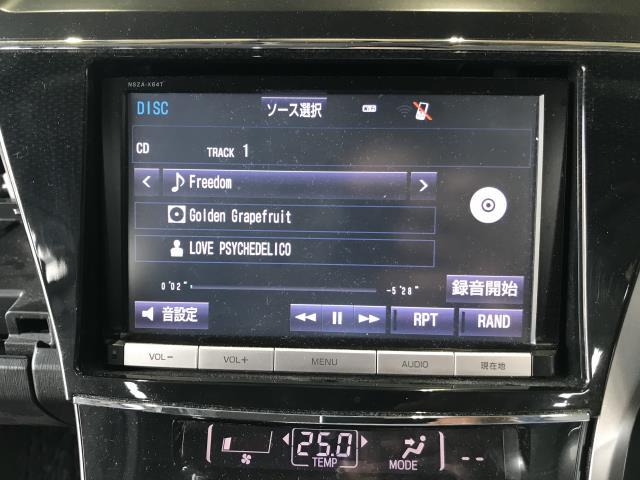 NSZA-X64T
DISC ソース選択 Wi-Fi
CD TRACK 1
< Freedom >
Golden Grapefruit
LOVE PSYCHEDELICO
0'02" -5'28"
録音開始
音設定 RPT RAND
VOL− VOL+ MENU AUDIO 現在地
25.0
TEMP MODE --